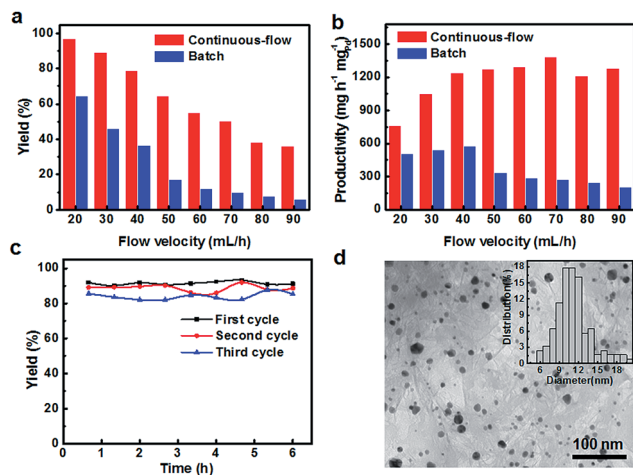 a
100
80
60
40
20
0
Yield (%)
Continuous-flow
Batch
20 30 40 50 60 70 80 90
Flow velocity (mL/h)
b
1500
1200
900
600
300
0
Productivity (mg h-1 mg-1Pd)
Continuous-flow
Batch
20 30 40 50 60 70 80 90
Flow velocity (mL/h)
c
100
80
60
40
20
0
Yield (%)
First cycle
Second cycle
Third cycle
0 1 2 3 4 5 6
Time (h)
d
18
15
12
9
6
3
0
Distribution(%)
6 9 12 15 18
Diameter(nm)
100 nm